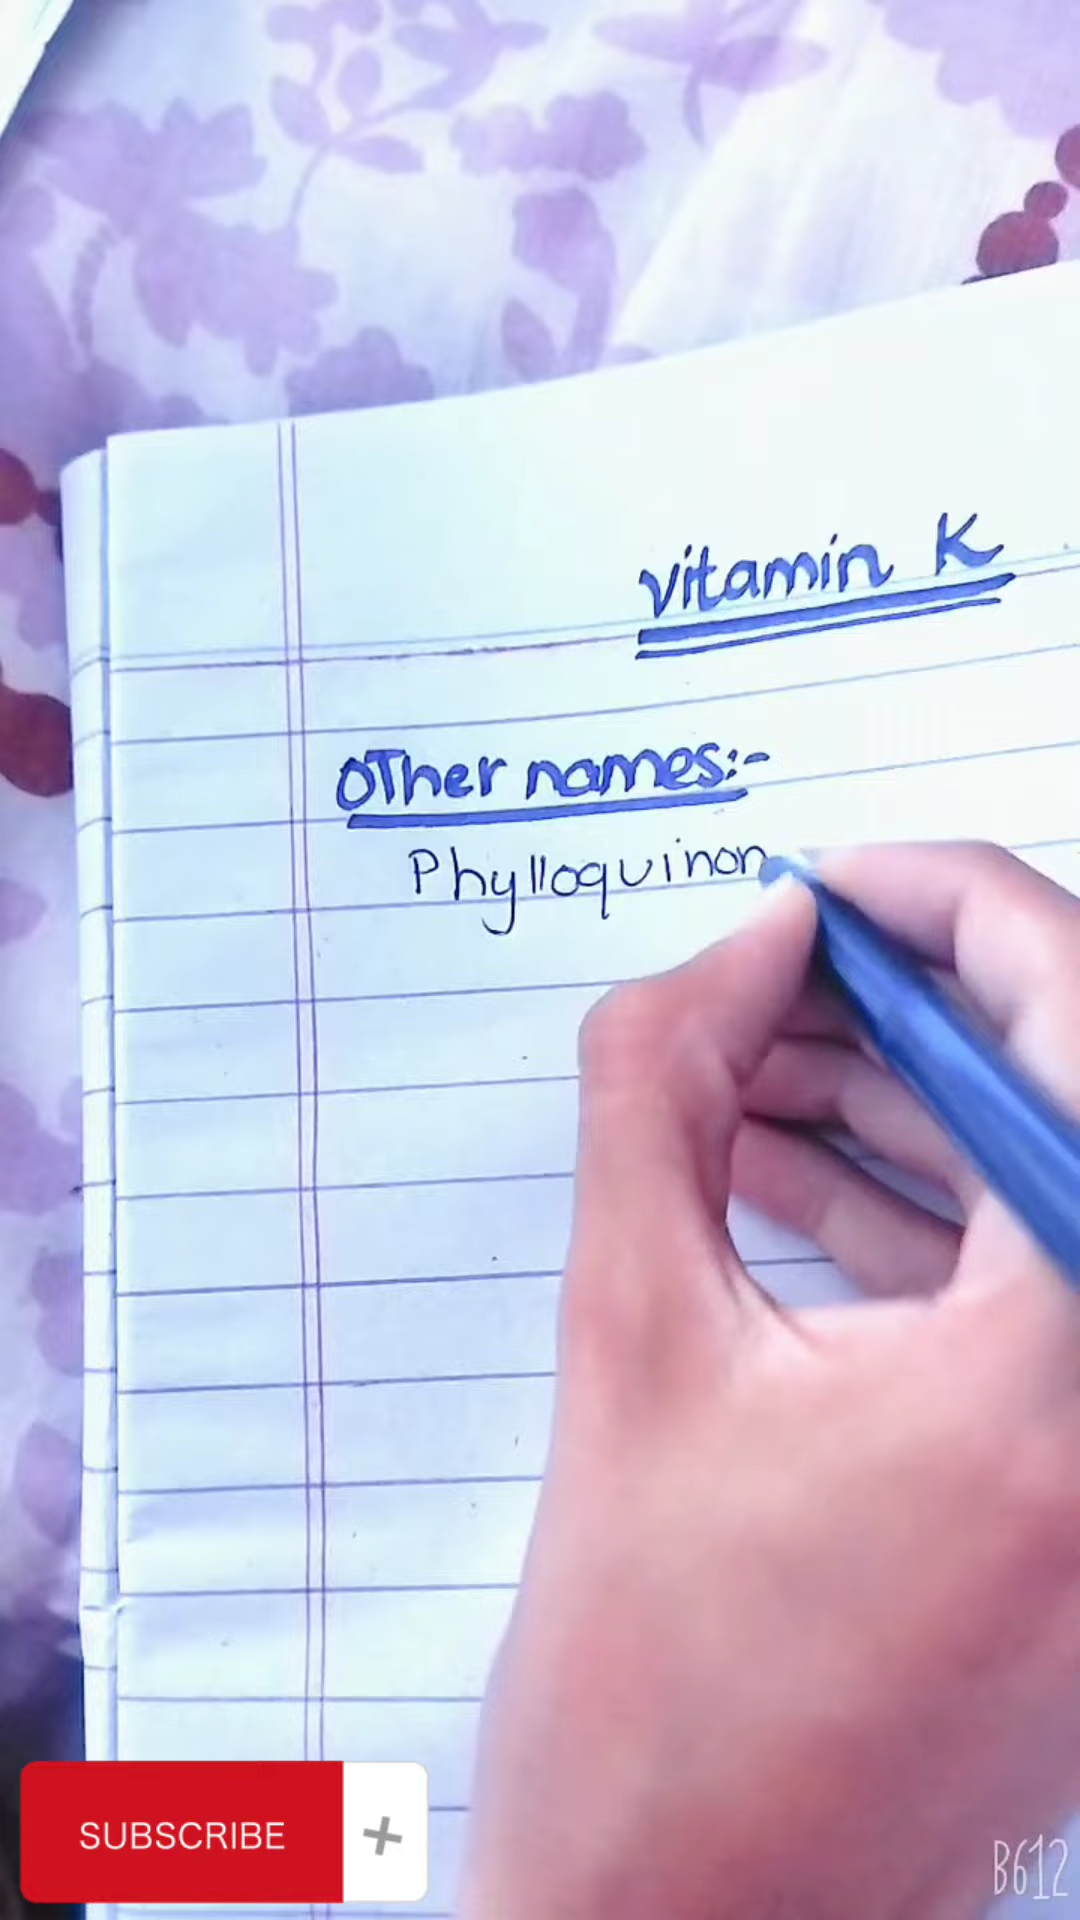 vitamin K
other names:-
Phylloquinon
SUBSCRIBE +
B612